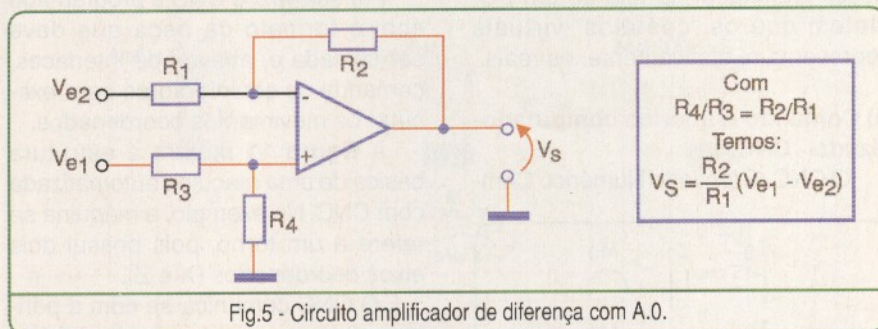 R2
R1
Ve2
-
+
Ve1
R3
R4
Vs
Com
R4/R3 = R2/R1
Temos:
VS = R2/R1 (Ve1 - Ve2)
Fig.5 - Circuito amplificador de diferença com A.O.